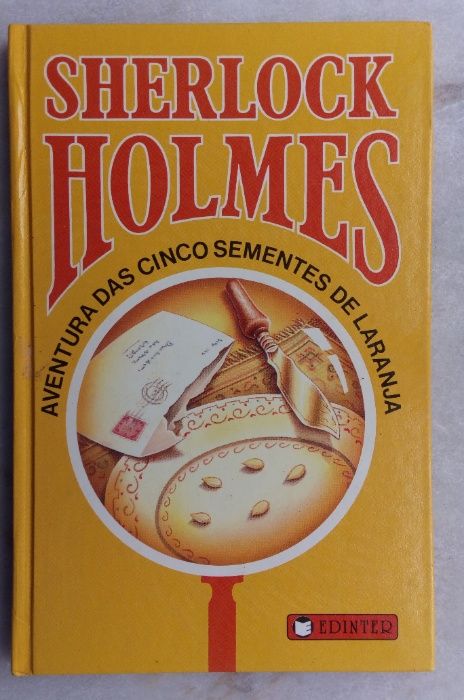 SHERLOCK
HOLMES
AVENTURA DAS CINCO SEMENTES DE LARANJA
EDINTER